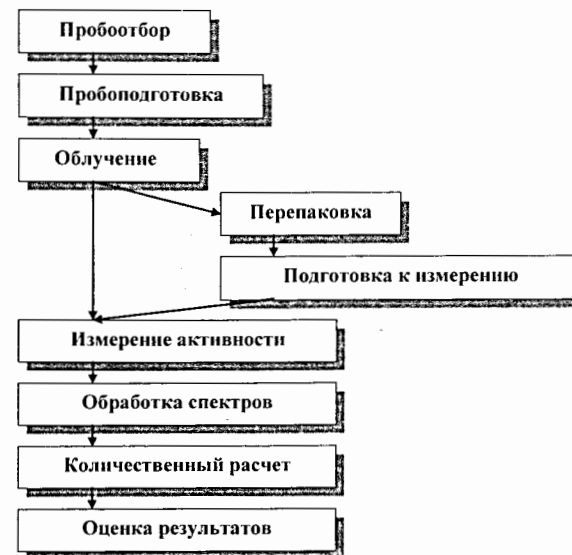 Пробоотбор
Пробоподготовка
Облучение
Перепаковка
Подготовка к измерению
Измерение активности
Обработка спектров
Количественный расчет
Оценка результатов